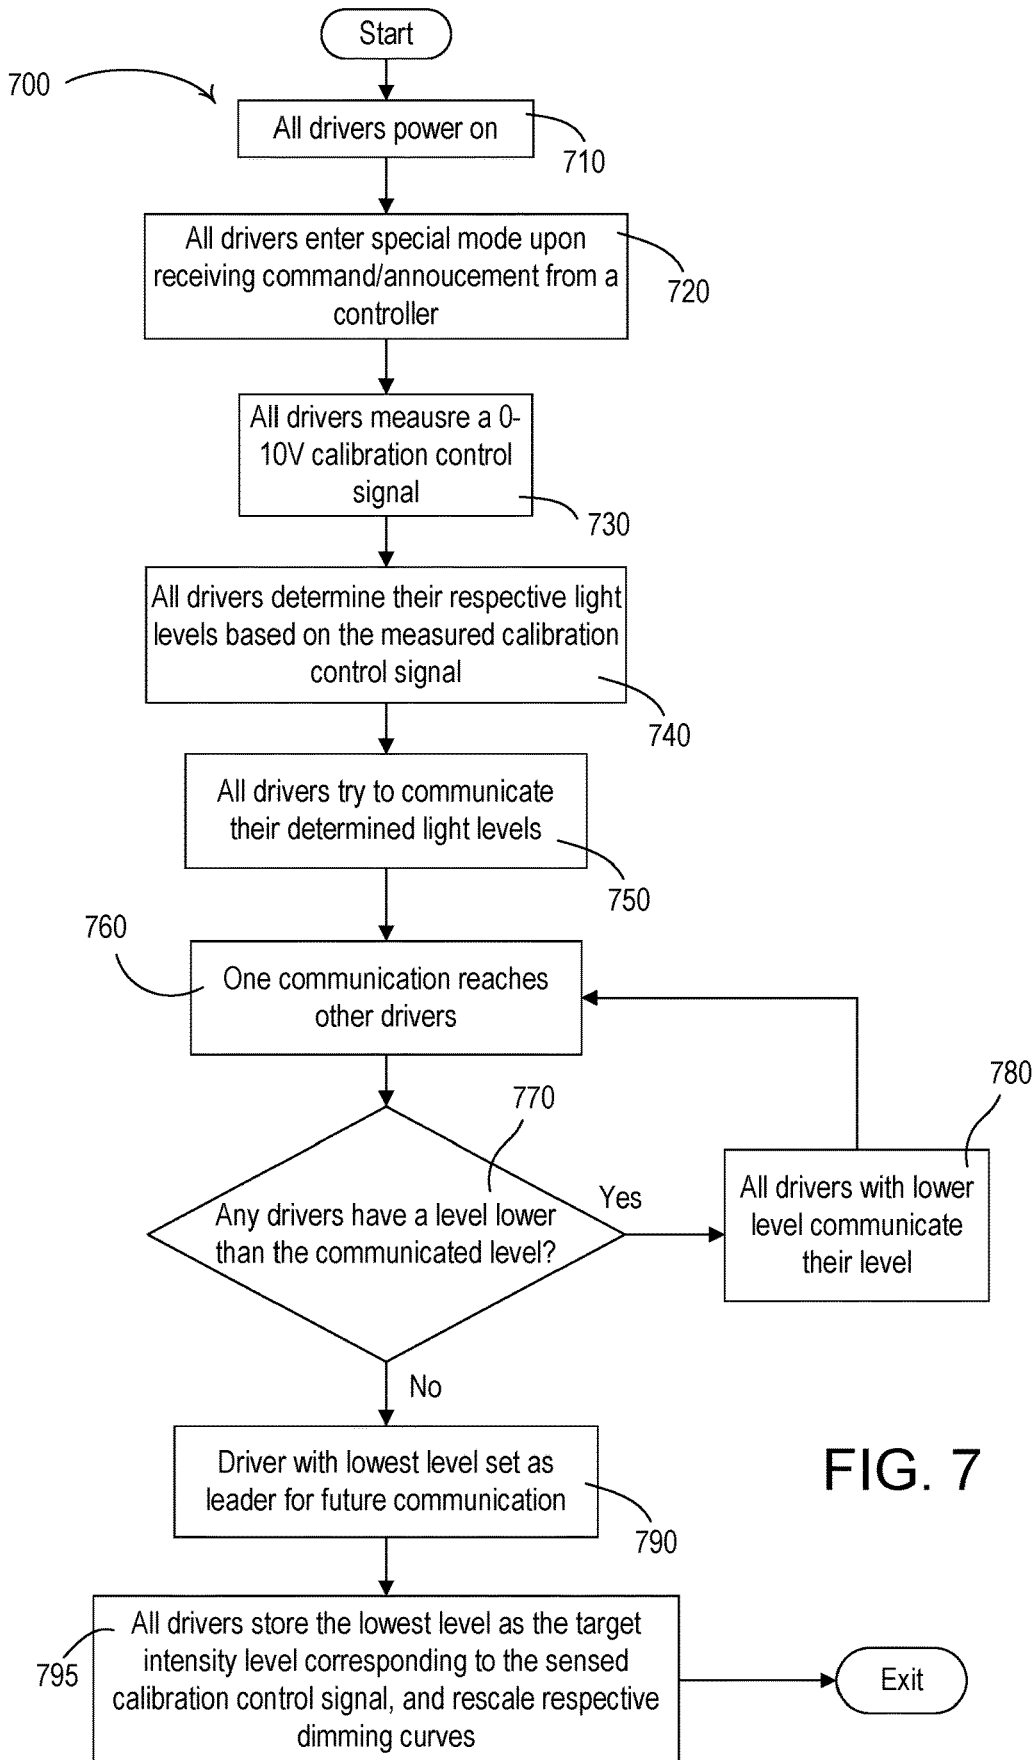 Start
700
All drivers power on
710
All drivers enter special mode upon
receiving command/annoucement from a
controller
720
All drivers meausre a 0-
10V calibration control
signal
730
All drivers determine their respective light
levels based on the measured calibration
control signal
740
All drivers try to communicate
their determined light levels
750
760
One communication reaches
other drivers
770
Any drivers have a level lower
than the communicated level?
Yes
780
All drivers with lower
level communicate
their level
No
Driver with lowest level set as
leader for future communication
790
FIG. 7
795
All drivers store the lowest level as the target
intensity level corresponding to the sensed
calibration control signal, and rescale respective
dimming curves
Exit